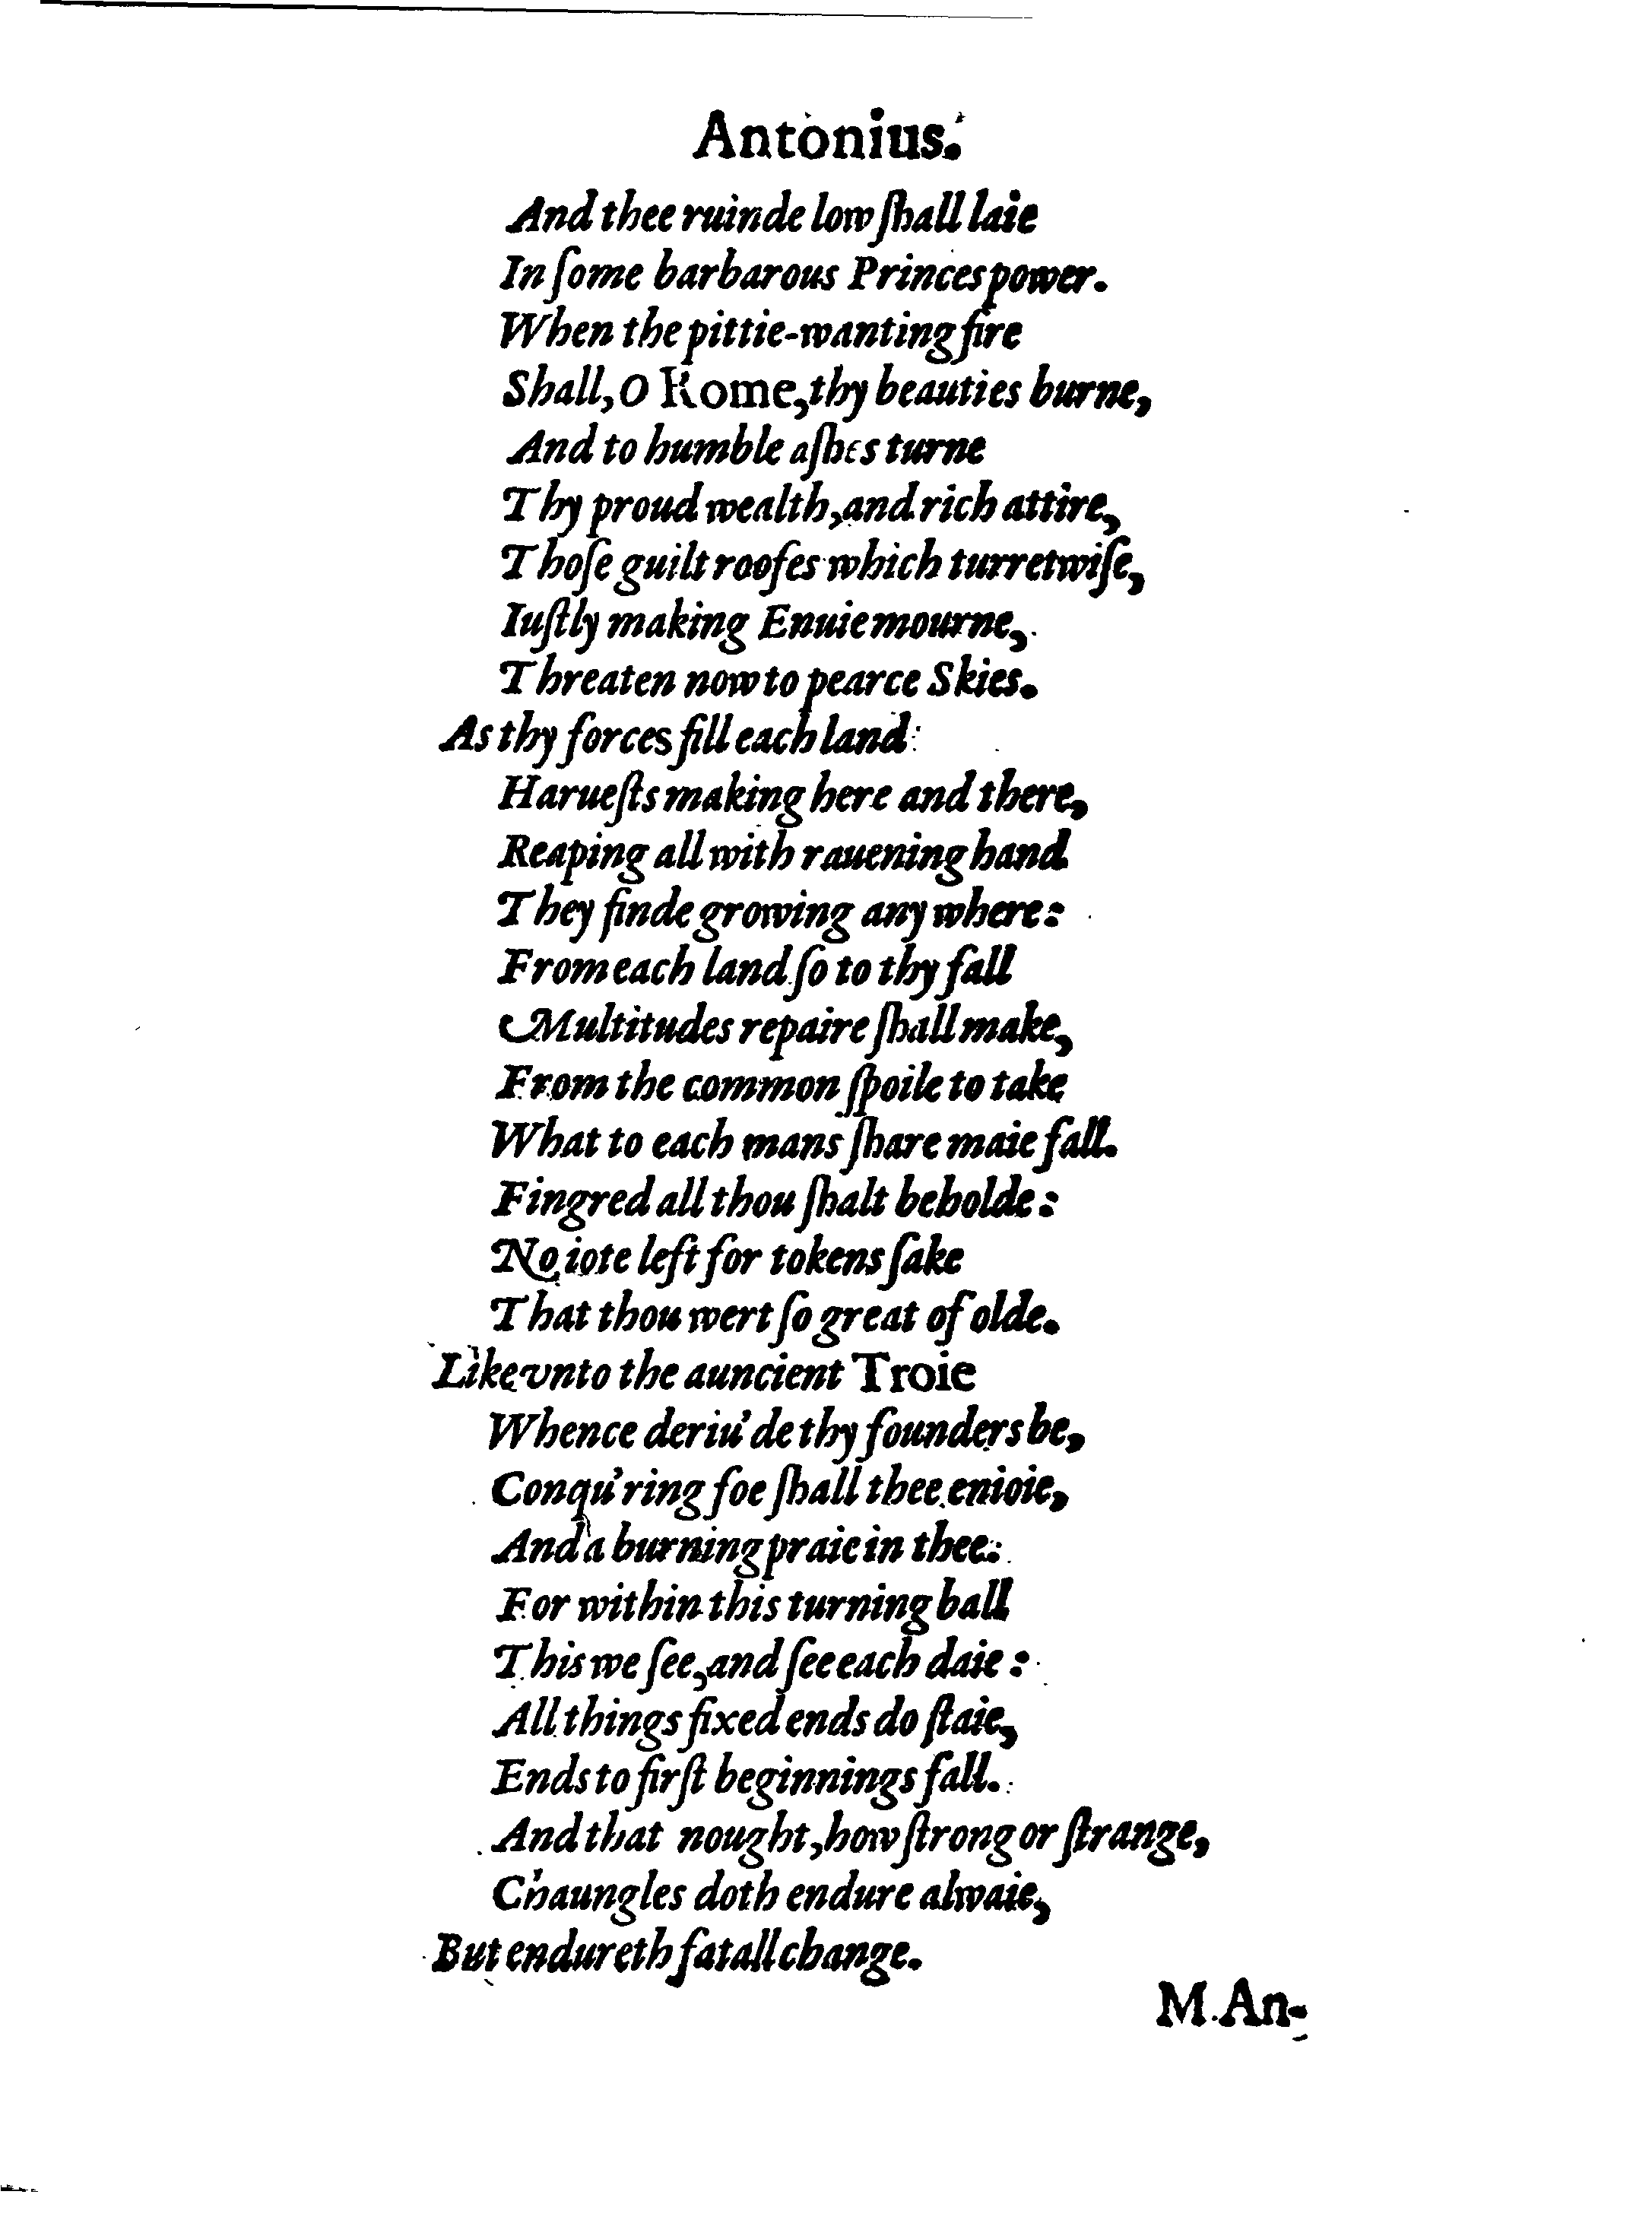 Antonius.
And thee ruinde low ſhall laie
In ſome barbarous Princes power.
When the pittie-wanting fire
Shall, O Rome, thy beauties burne,
And to humble aſhes turne
Thy proud wealth, and rich attire,
Thoſe guilt roofes which turretwiſe,
Iuſtly making Enuie mourne,
Threaten now to pearce Skies.
As thy forces fill each land
Harueſts making here and there,
Reaping all with rauening hand
They finde growing any where:
From each land ſo to thy fall
Multitudes repaire ſhall make,
From the common ſpoile to take
What to each mans ſhare maie fall.
Fingred all thou ſhalt beholde:
No iote left for tokens ſake
That thou wert ſo great of olde.
Like vnto the auncient Troie
Whence deriu'de thy founders be,
Conqu'ring foe ſhall thee enioie,
And a burning praie in thee.
For within this turning ball
This we ſee, and ſee each daie:
All things fixed ends do ſtaie,
Ends to firſt beginnings fall.
And that nought, how ſtrong or ſtrange,
Chaungles doth endure alwaie,
But endureth fatall change.
M. An-